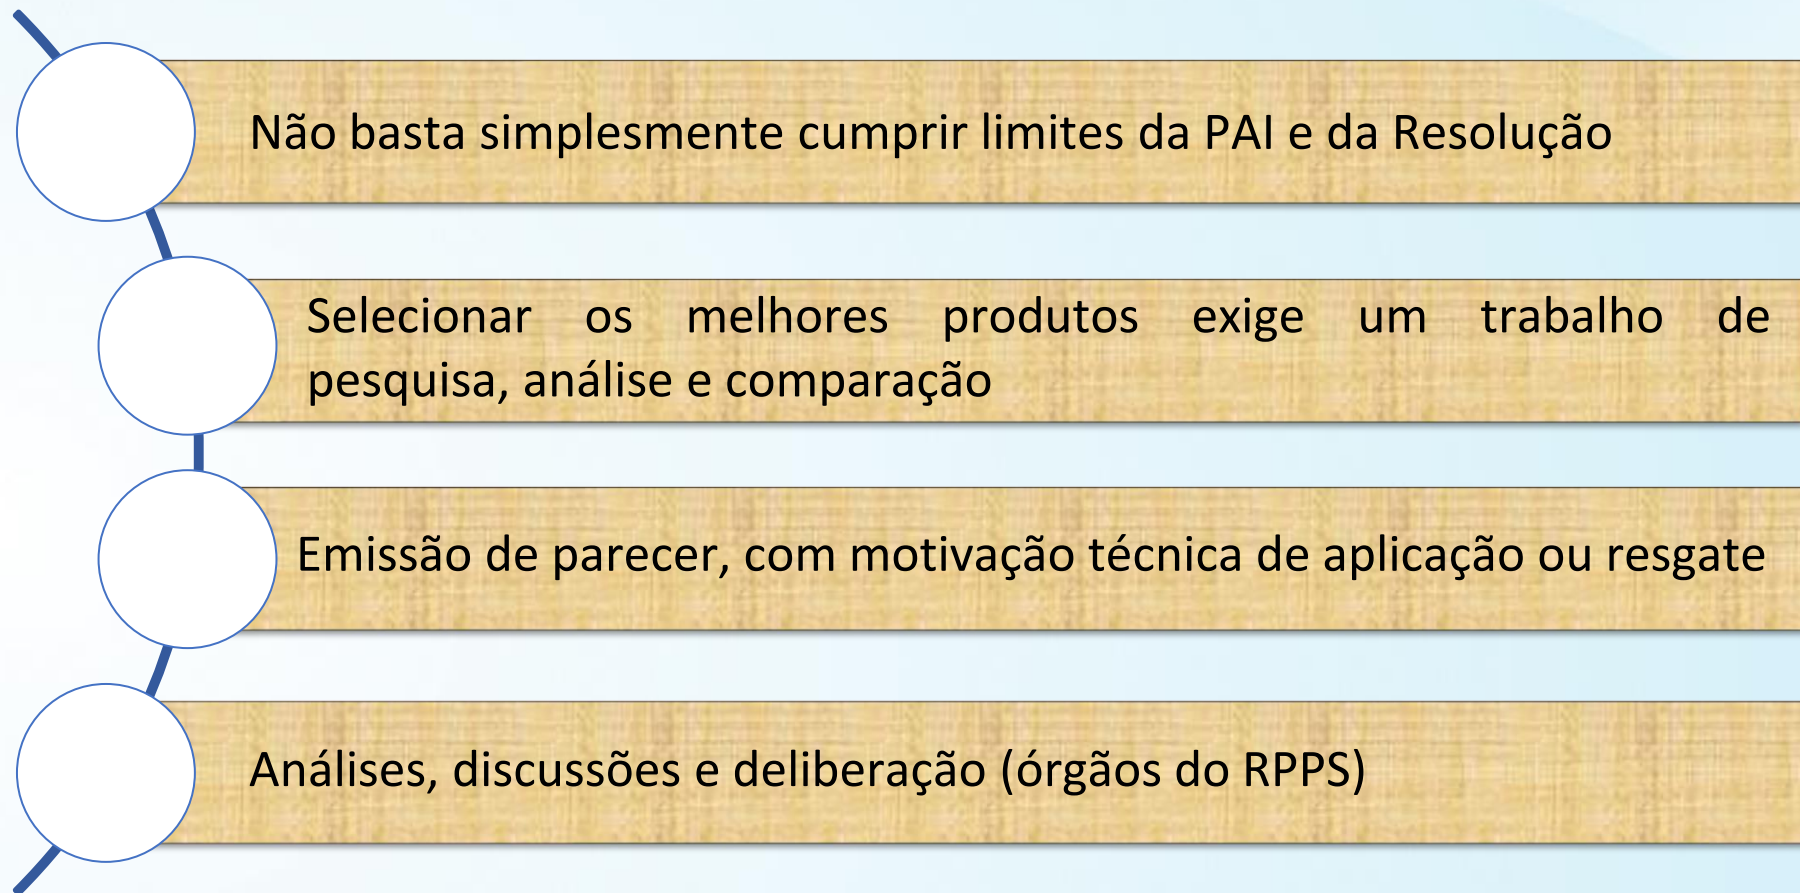 Não basta simplesmente cumprir limites da PAI e da Resolução
Selecionar os melhores produtos exige um trabalho de
pesquisa, análise e comparação
Emissão de parecer, com motivação técnica de aplicação ou resgate
Análises, discussões e deliberação (órgãos do RPPS)